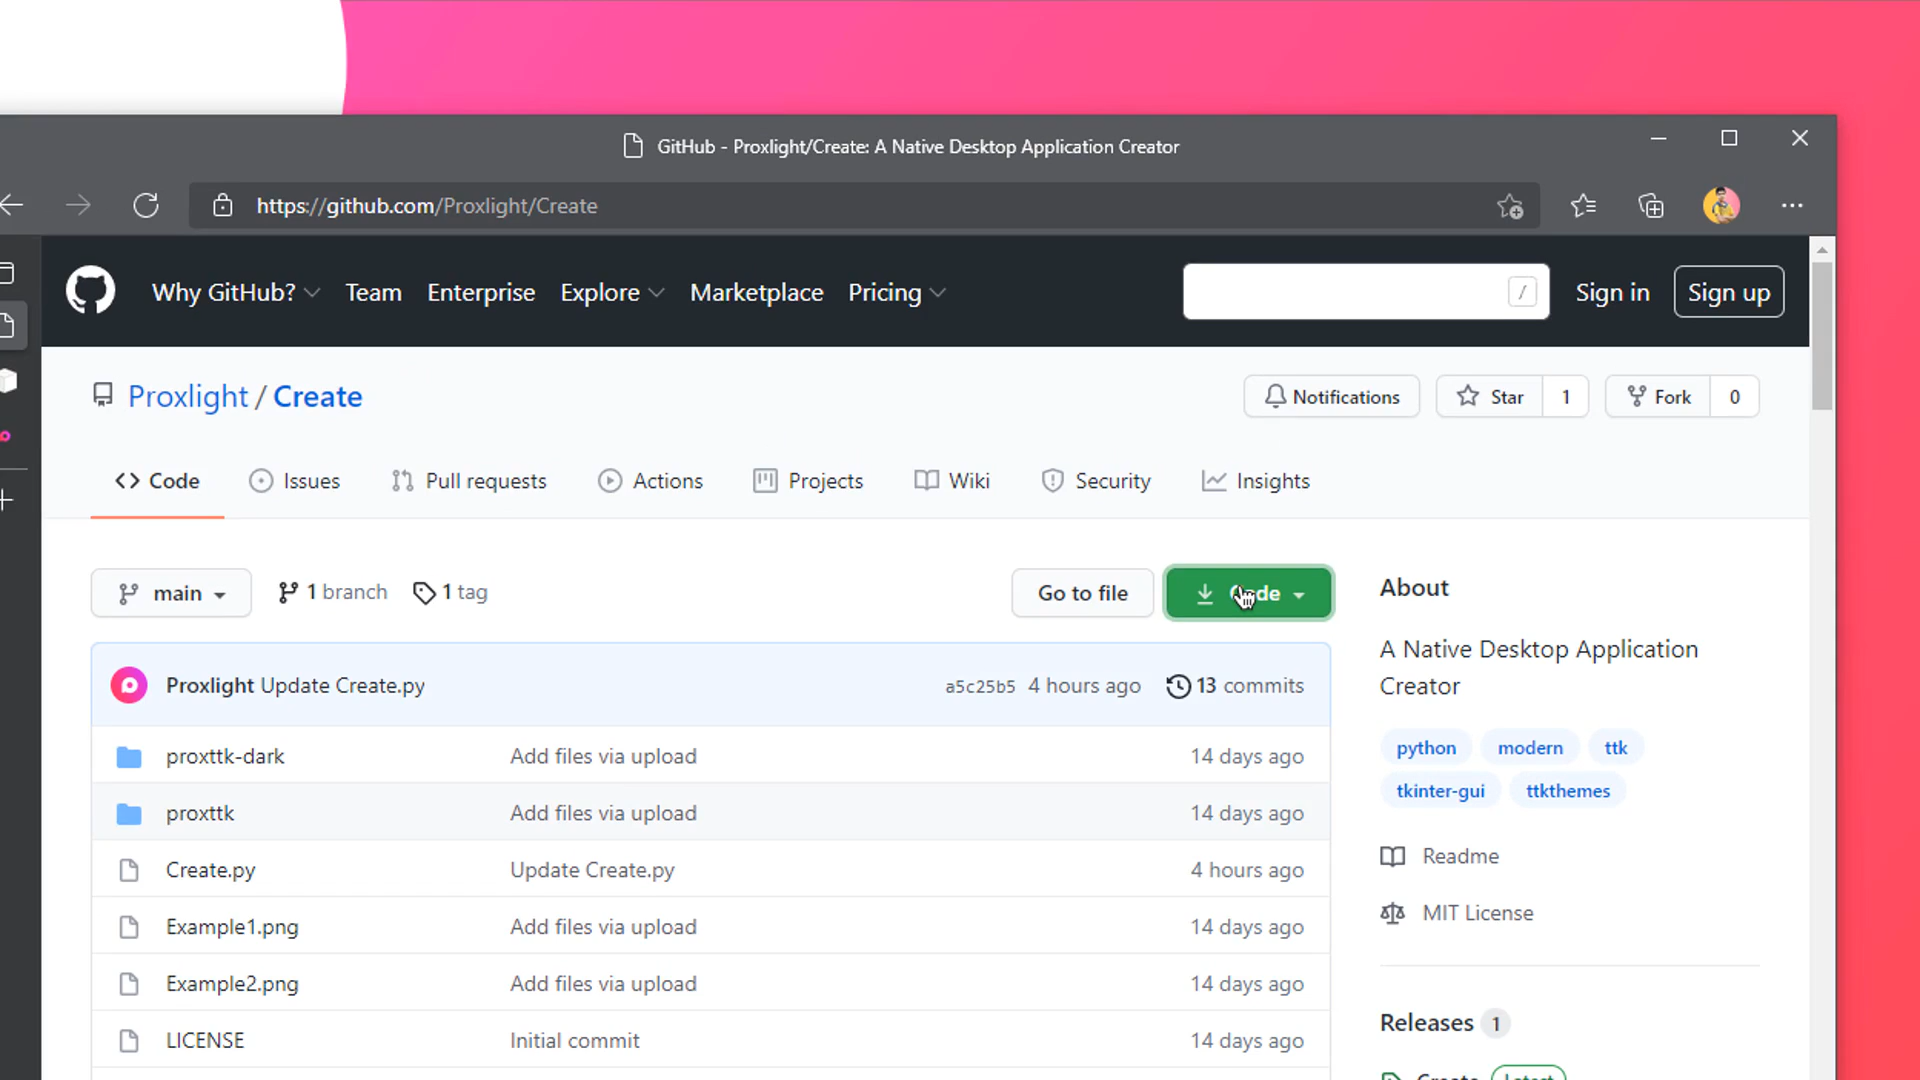 GitHub - Proxlight/Create: A Native Desktop Application Creator
https://github.com/Proxlight/Create
Why GitHub? Team Enterprise Explore Marketplace Pricing / Sign in Sign up
Proxlight / Create Notifications Star 1 Fork 0
Code Issues Pull requests Actions Projects Wiki Security Insights
main 1 branch 1 tag Go to file Code
Proxlight Update Create.py a5c25b5 4 hours ago 13 commits
proxttk-dark Add files via upload 14 days ago
proxttk Add files via upload 14 days ago
Create.py Update Create.py 4 hours ago
Example1.png Add files via upload 14 days ago
Example2.png Add files via upload 14 days ago
LICENSE Initial commit 14 days ago
About
A Native Desktop Application
Creator
python modern ttk
tkinter-gui ttkthemes
Readme
MIT License
Releases 1
Create Latest